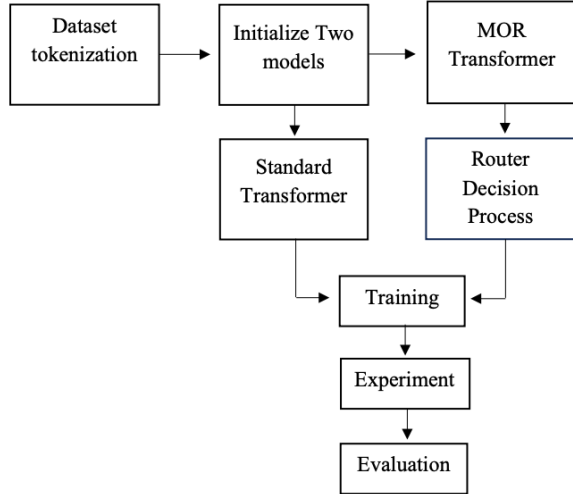 Dataset
tokenization
Initialize Two
models
MOR
Transformer
Standard
Transformer
Router
Decision
Process
Training
Experiment
Evaluation